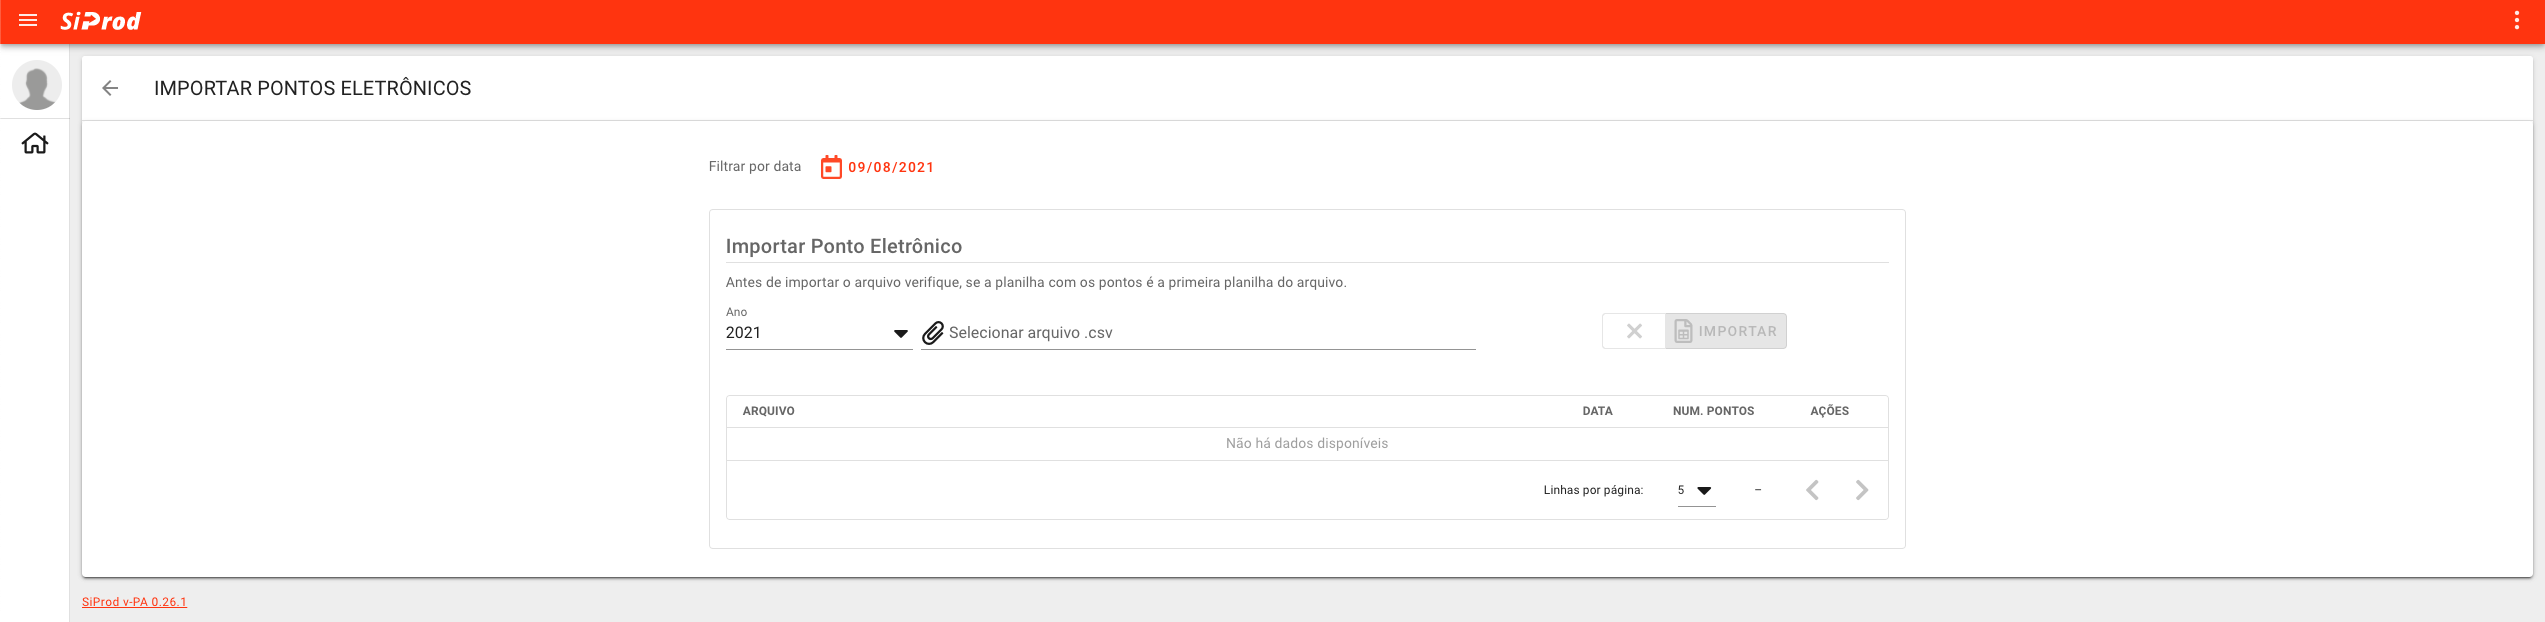 SiProd
IMPORTAR PONTOS ELETRÔNICOS
Filtrar por data 09/08/2021
Importar Ponto Eletrônico
Antes de importar o arquivo verifique, se a planilha com os pontos é a primeira planilha do arquivo.
Ano
2021 Selecionar arquivo .csv IMPORTAR
ARQUIVO DATA NUM. PONTOS AÇÕES
Não há dados disponíveis
Linhas por página: 5 –
SiProd v-PA 0.26.1